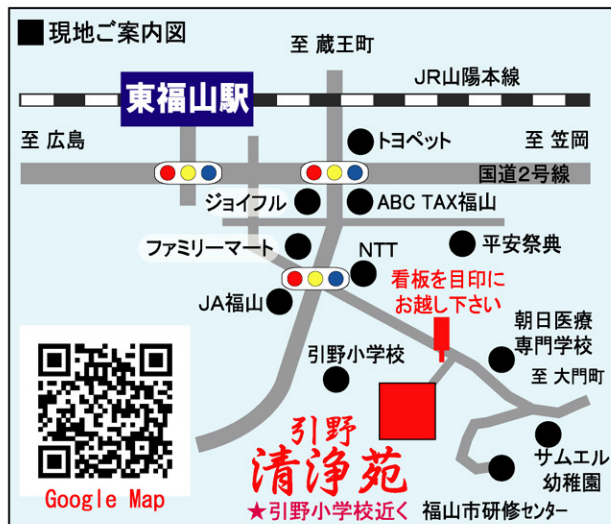 ■現地ご案内図
至 蔵王町
JR山陽本線
東福山駅
至 広島
トヨペット
至 笠岡
国道2号線
ジョイフル
ABC TAX福山
ファミリーマート
NTT
平安祭典
看板を目印に
お越し下さい
JA福山
朝日医療
専門学校
引野小学校
至 大門町
引野
清浄苑
サムエル
幼稚園
Google Map
★引野小学校近く
福山市研修センター